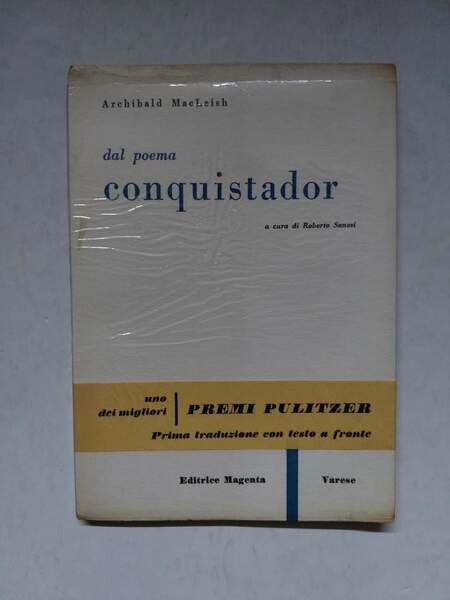 Archibald MacLeish
dal poema
conquistador
a cura di Roberto Sanesi
uno
dei migliori
PREMI PULITZER
Prima traduzione con testo a fronte
Editrice Magenta
Varese